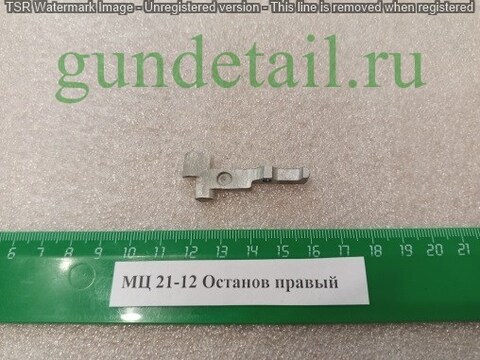 TSR Watermark Image - Unregistered version - This line is removed when registered
gundetail.ru
6 7 8 9 10 11 12 13 14 15 16 17 18 19 20 21
МЦ 21-12 Останов правый